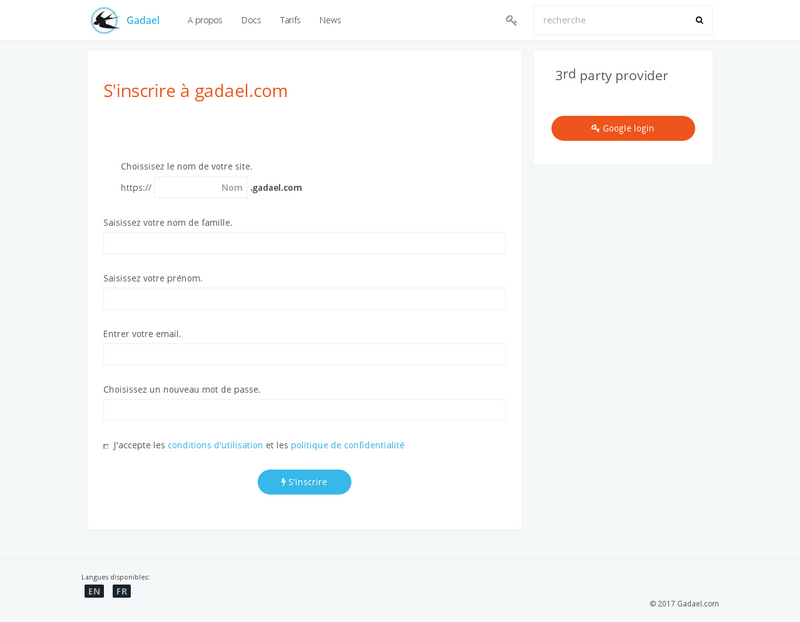 Gadael A propos Docs Tarifs News recherche
S'inscrire à gadael.com
Choissisez le nom de votre site.
https:// Nom .gadael.com
Saisissez votre nom de famille.
Saisissez votre prénom.
Entrer votre email.
Choisissez un nouveau mot de passe.
J'accepte les conditions d'utilisation et les politique de confidentialité
S'inscrire
3rd party provider
Google login
Langues disponibles:
EN FR
© 2017 Gadael.com